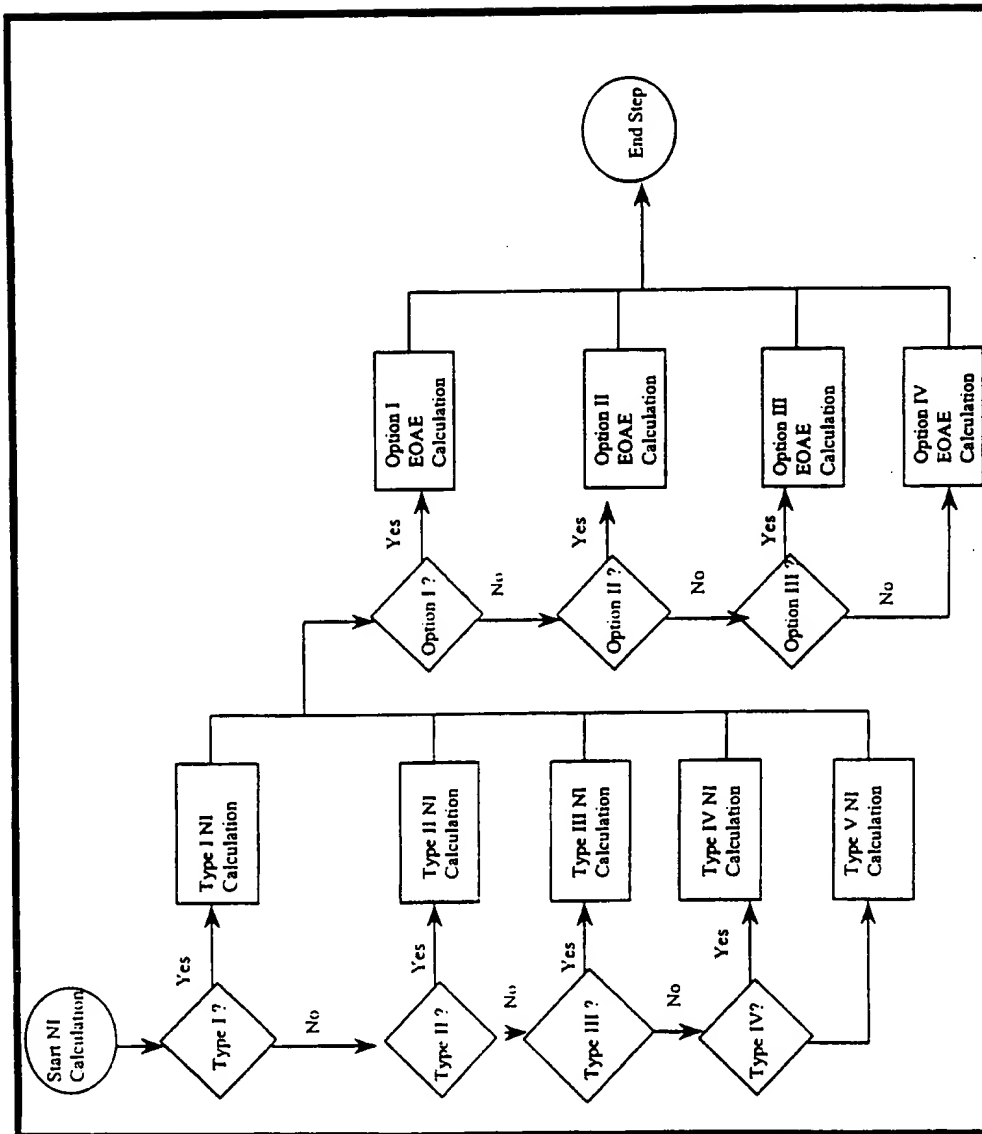 Start NI
Calculation
Type I ?
Yes
Type I NI
Calculation
No
Type II ?
Yes
Type II NI
Calculation
No
Type III ?
Yes
Type III NI
Calculation
No
Type IV?
Yes
Type IV NI
Calculation
Type V NI
Calculation
Option I ?
Yes
Option I
EOAE
Calculation
No
Option II ?
Yes
Option II
EOAE
Calculation
No
Option III ?
Yes
Option III
EOAE
Calculation
No
Option IV
EOAE
Calculation
End Step